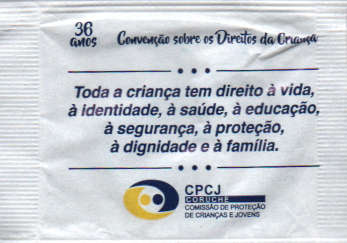 36
anos
Convenção sobre os Direitos da Criança
Toda a criança tem direito à vida,
à identidade, à saúde, à educação,
à segurança, à proteção,
à dignidade e à família.
CPCJ
CORUCHE
COMISSÃO DE PROTEÇÃO
DE CRIANÇAS E JOVENS